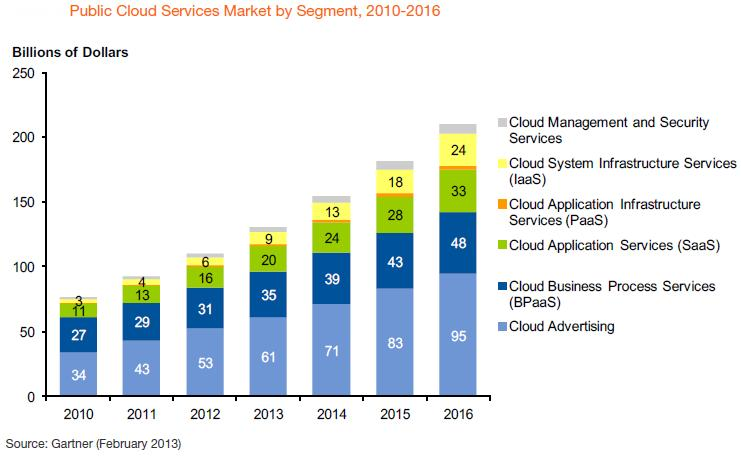 Public Cloud Services Market by Segment, 2010-2016
Billions of Dollars
250
200
150
100
50
0
3
11
27
34
4
13
29
43
6
16
31
53
9
20
35
61
13
24
39
71
18
28
43
83
24
33
48
95
2010 2011 2012 2013 2014 2015 2016
Cloud Management and Security
Services
Cloud System Infrastructure Services
(IaaS)
Cloud Application Infrastructure
Services (PaaS)
Cloud Application Services (SaaS)
Cloud Business Process Services
(BPaaS)
Cloud Advertising
Source: Gartner (February 2013)